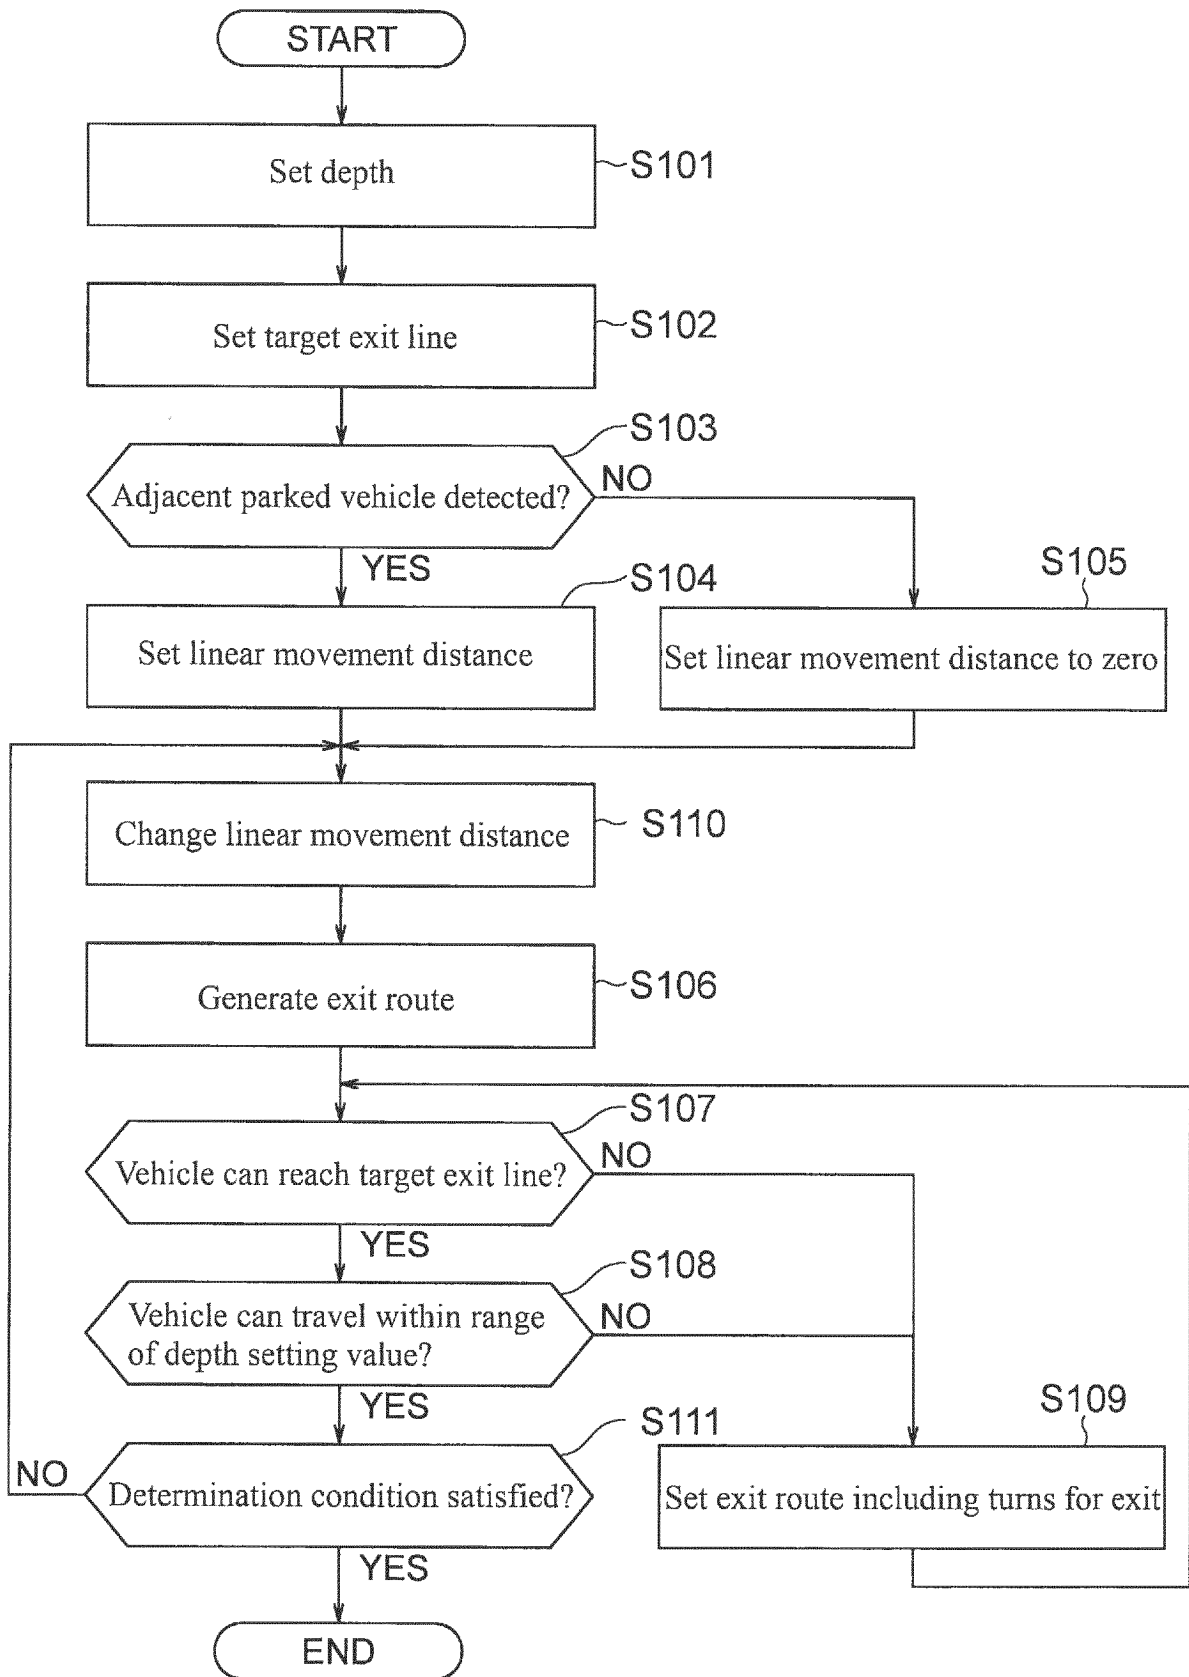 START
Set depth
S101
Set target exit line
S102
S103
Adjacent parked vehicle detected?
NO
YES
S104
Set linear movement distance
S105
Set linear movement distance to zero
Change linear movement distance
S110
Generate exit route
S106
S107
Vehicle can reach target exit line?
NO
YES
S108
Vehicle can travel within range
of depth setting value?
NO
YES
S111
NO
Determination condition satisfied?
S109
Set exit route including turns for exit
YES
END